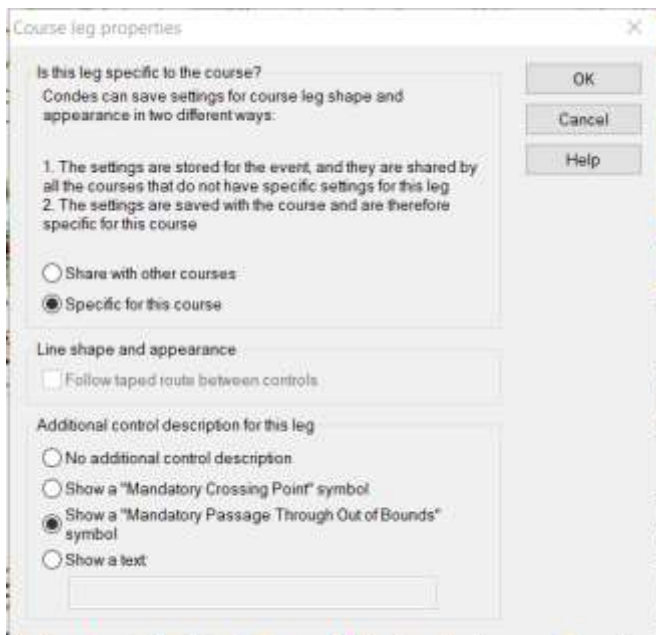 Course leg properties
Is this leg specific to the course?
Condes can save settings for course leg shape and
appearance in two different ways:
1. The settings are stored for the event, and they are shared by
all the courses that do not have specific settings for this leg
2. The settings are saved with the course and are therefore
specific for this course
Share with other courses
Specific for this course
OK
Cancel
Help
Line shape and appearance
Follow taped route between controls
Additional control description for this leg
No additional control description
Show a "Mandatory Crossing Point" symbol
Show a "Mandatory Passage Through Out of Bounds"
symbol
Show a text